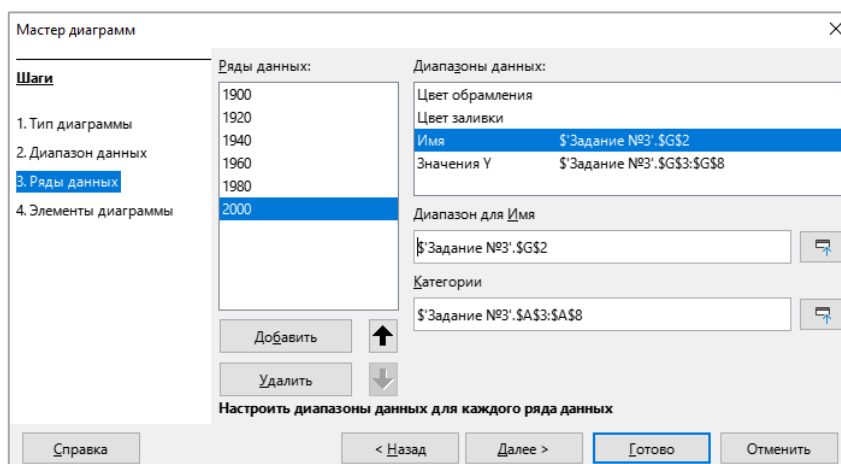 Мастер диаграмм
Шаги
1. Тип диаграммы
2. Диапазон данных
3. Ряды данных
4. Элементы диаграммы
Ряды данных:
1900
1920
1940
1960
1980
2000
Добавить
Удалить
Диапазоны данных:
Цвет обрамления
Цвет заливки
Имя $'Задание №3'.$G$2
Значения Y $'Задание №3'.$G$3:$G$8
Диапазон для Имя
$'Задание №3'.$G$2
Категории
$'Задание №3'.$A$3:$A$8
Настроить диапазоны данных для каждого ряда данных
Справка
< Назад
Далее >
Готово
Отменить